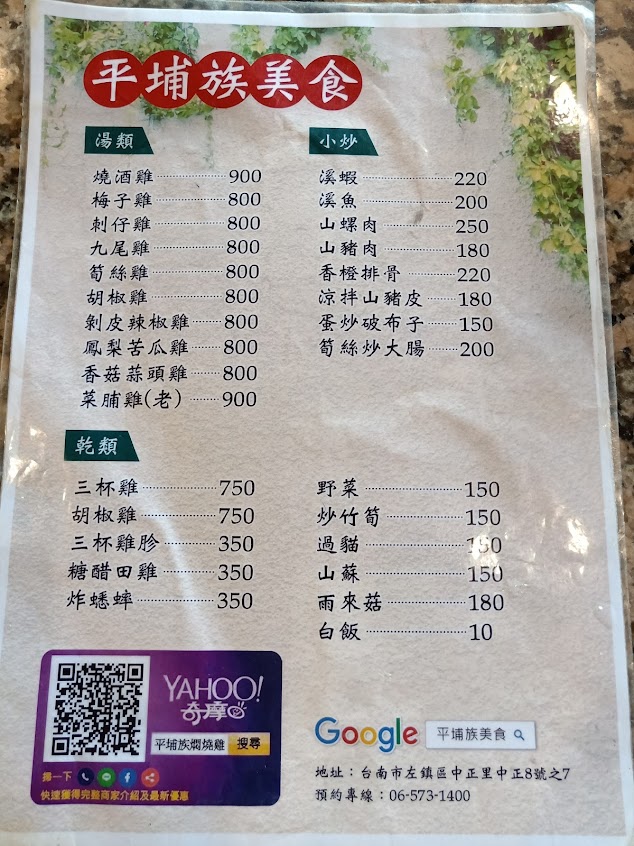 平埔族美食
湯類
燒酒雞 900
梅子雞 800
刺仔雞 800
九尾雞 800
筍絲雞 800
胡椒雞 800
剝皮辣椒雞 800
鳳梨苦瓜雞 800
香菇蒜頭雞 800
菜脯雞(老) 900
小炒
溪蝦 220
溪魚 200
山螺肉 250
山豬肉 180
香橙排骨 220
涼拌山豬皮 180
蛋炒破布子 150
筍絲炒大腸 200
乾類
三杯雞 750
胡椒雞 750
三杯雞胗 350
糖醋田雞 350
炸蟋蟀 350
野菜 150
炒竹筍 150
過貓 150
山蘇 150
雨來菇 180
白飯 10
YAHOO!
奇摩
平埔族燜燒雞 搜尋
掃一下
快速獲得完整商家介紹及最新優惠
Google 平埔族美食
地址：台南市左鎮區中正里中正8號之7
預約專線：06-573-1400